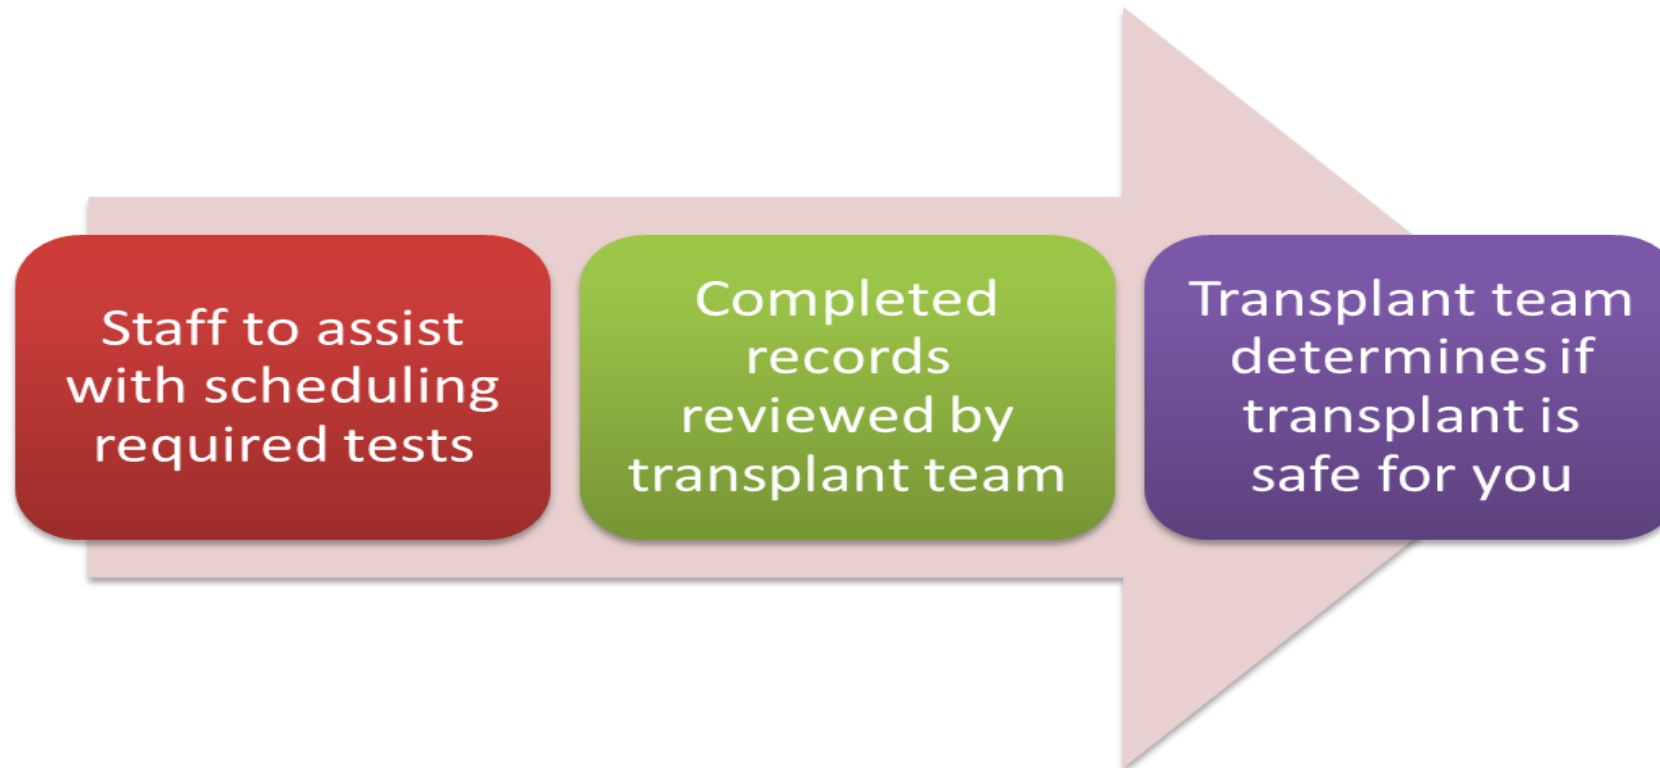 Staff to assist
with scheduling
required tests
Completed
records
reviewed by
transplant team
Transplant team
determines if
transplant is
safe for you